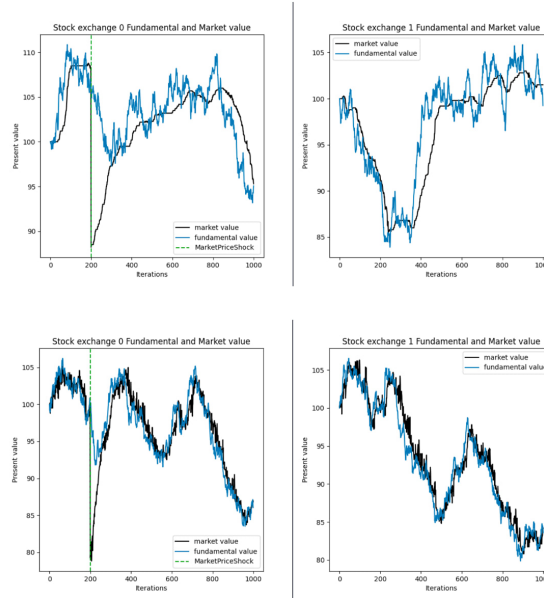 Stock exchange 0 Fundamental and Market value
110
105
100
95
90
Present value
0
200
400
600
800
1000
Iterations
market value
fundamental value
MarketPriceShock
Stock exchange 1 Fundamental and Market value
105
100
95
90
85
Present value
0
200
400
600
800
Iterations
market value
fundamental value
Stock exchange 0 Fundamental and Market value
105
100
95
90
85
80
Present value
0
200
400
600
800
1000
Iterations
market value
fundamental value
MarketPriceShock
Stock exchange 1 Fundamental and Market value
105
100
95
90
85
80
Present value
0
200
400
600
800
Iterations
market value
fundamental value